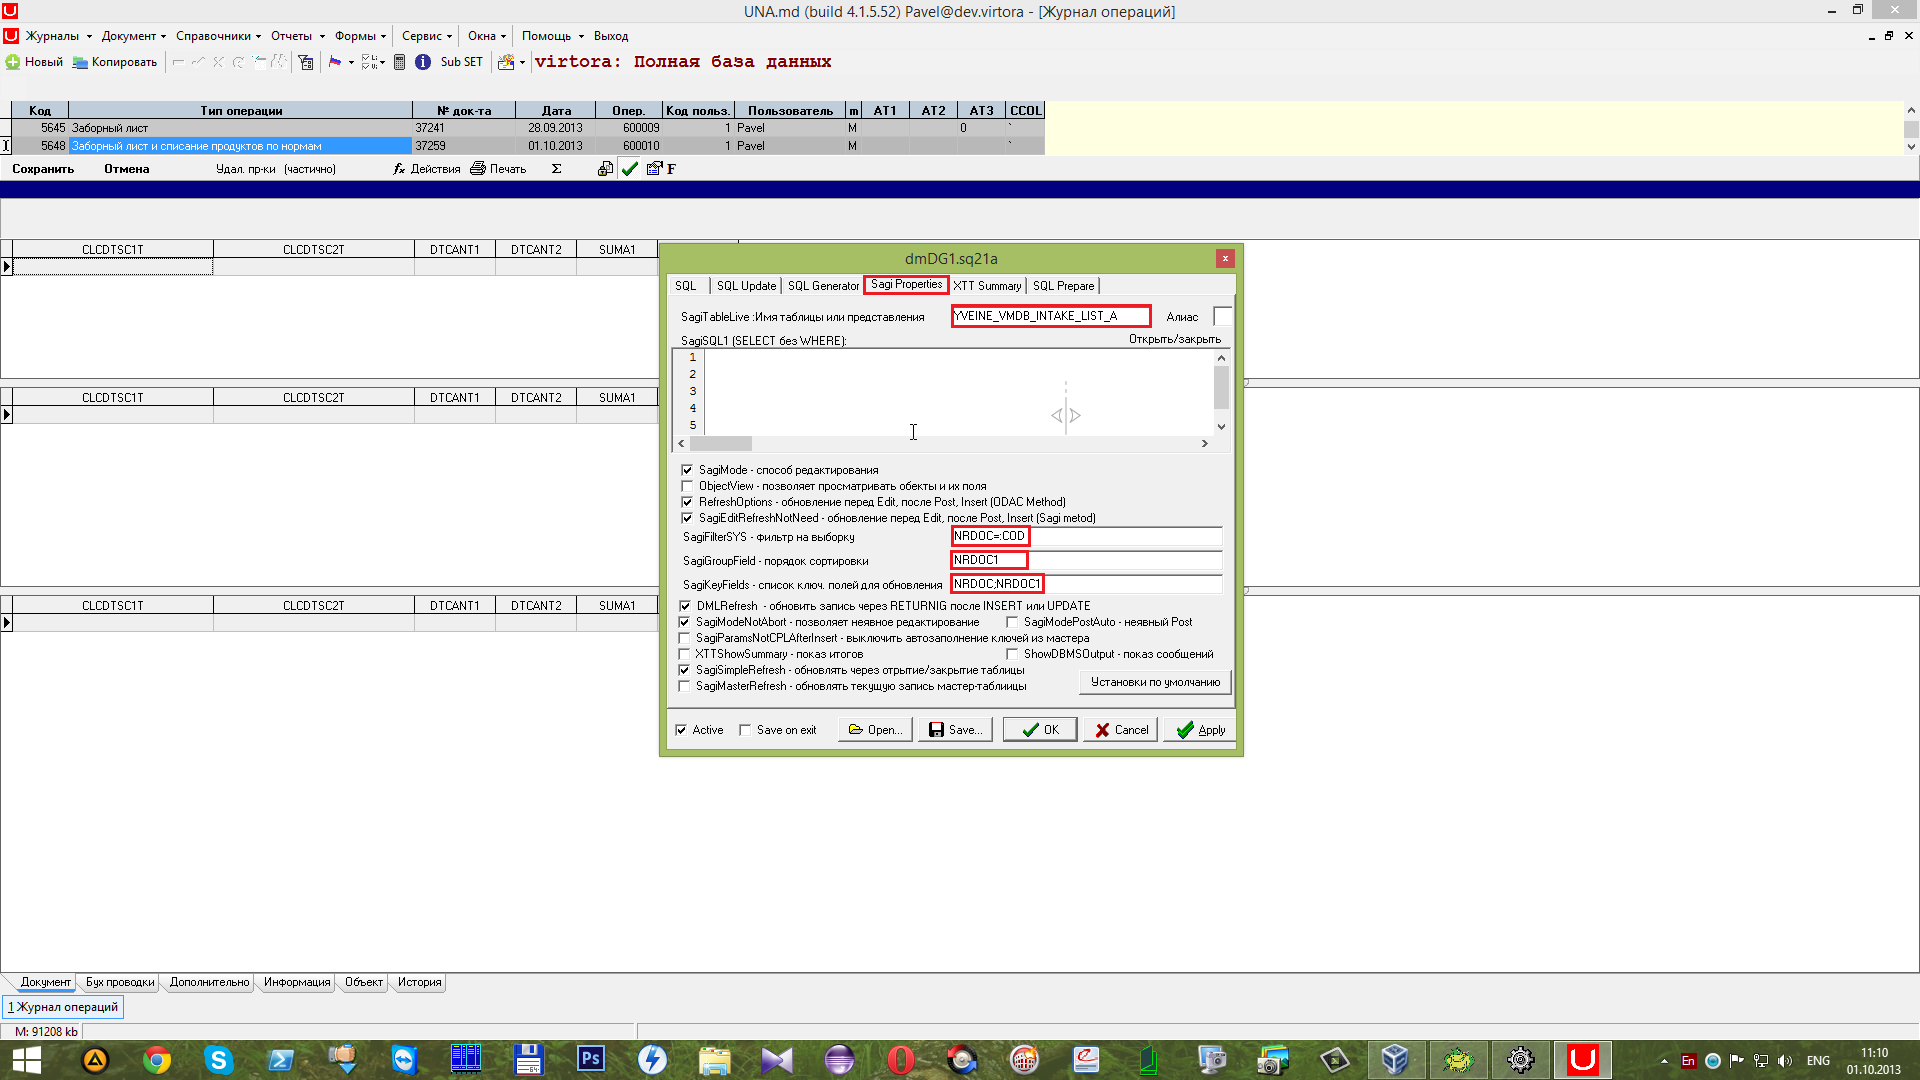 UNA.md (build 4.1.5.52) Pavel@dev.virtora - [Журнал операций]
Журналы Документ Справочники Отчеты Формы Сервис Окна Помощь Выход
Новый Копировать Sub SET virtora: Полная база данных
Код Тип операции № док-та Дата Опер. Код польз. Пользователь m AT1 AT2 AT3 CCOL
5645 Заборный лист 37241 28.09.2013 600009 1 Pavel M 0 `
5648 Заборный лист и списание продуктов по нормам 37259 01.10.2013 600010 1 Pavel M `
Сохранить Отмена Удал. пр-ки (частично) fx Действия Печать Σ F
CLCDTSC1T CLCDTSC2T DTCANT1 DTCANT2 SUMA1
CLCDTSC1T CLCDTSC2T DTCANT1 DTCANT2 SUMA1
CLCDTSC1T CLCDTSC2T DTCANT1 DTCANT2 SUMA1
dmDG1.sq21a
x
SQL SQL Update SQL Generator Sagi Properties XTT Summary SQL Prepare
SagiTableLive :Имя таблицы или представления YVEINE_VMDB_INTAKE_LIST_A Алиас
SagiSQL1 (SELECT без WHERE): Открыть/закрыть
1
2
3
4
5
SagiMode - способ редактирования
ObjectView - позволяет просматривать обекты и их поля
RefreshOptions - обновление перед Edit, после Post, Insert (ODAC Method)
SagiEditRefreshNotNeed - обновление перед Edit, после Post, Insert (Sagi metod)
SagiFilterSYS - фильтр на выборку NRDOC=:COD
SagiGroupField - порядок сортировки NRDOC1
SagiKeyFields - список ключ. полей для обновления NRDOC;NRDOC1
DMLRefresh - обновить запись через RETURNIG после INSERT или UPDATE
SagiModeNotAbort - позволяет неявное редактирование SagiModePostAuto - неявный Post
SagiParamsNotCPLAfterInsert - выключить автозаполнение ключей из мастера
XTTShowSummary - показ итогов ShowDBMSOutput - показ сообщений
SagiSimpleRefresh - обновлять через отрытие/закрытие таблицы
SagiMasterRefresh - обновлять текущую запись мастер-таблиицы
Установки по умолчанию
Active Save on exit Open... Save... OK Cancel Apply
Документ Бух проводки Дополнительно Информация Объект История
1 Журнал операций
M: 91208 kb
64 Ps En ENG 11:10
01.10.2013